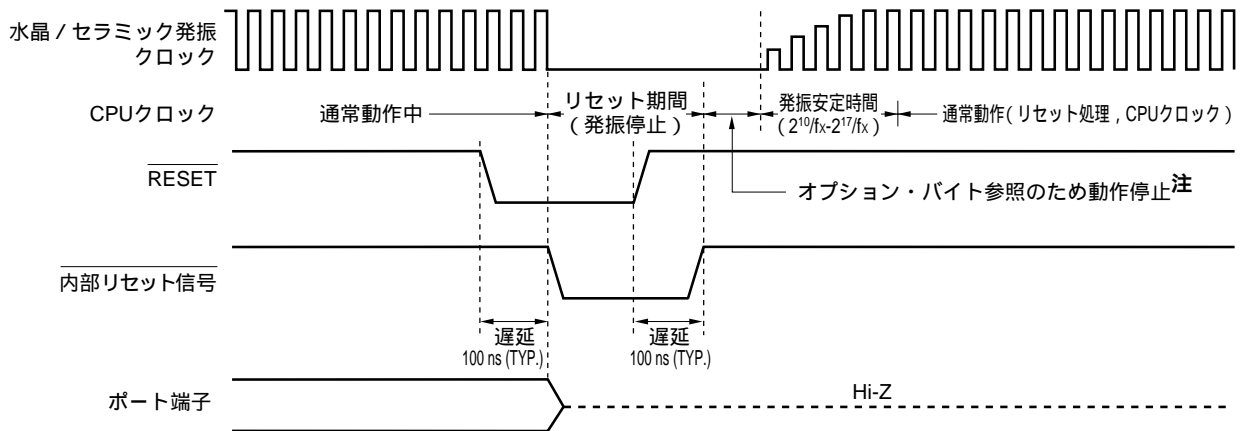 水晶 / セラミック発振
クロック
CPUクロック
通常動作中
リセット期間
(発振停止)
発振安定時間
(2¹⁰/fx-2¹⁷/fx)
通常動作(リセット処理,CPUクロック)
RESET
オプション・バイト参照のため動作停止注
内部リセット信号
遅延
100 ns (TYP.)
遅延
100 ns (TYP.)
ポート端子
Hi-Z